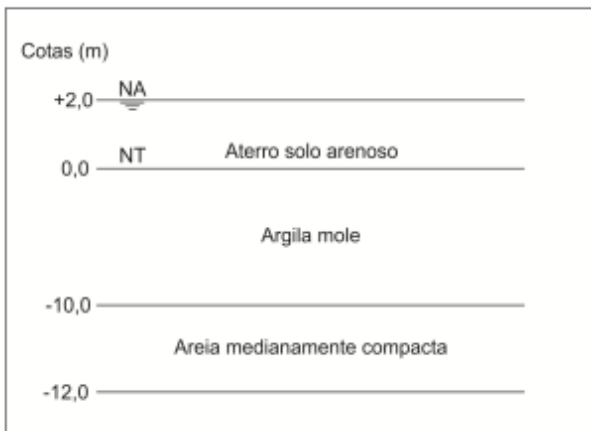 Cotas (m)
NA
+2,0
NT
Aterro solo arenoso
0,0
Argila mole
-10,0
Areia medianamente compacta
-12,0